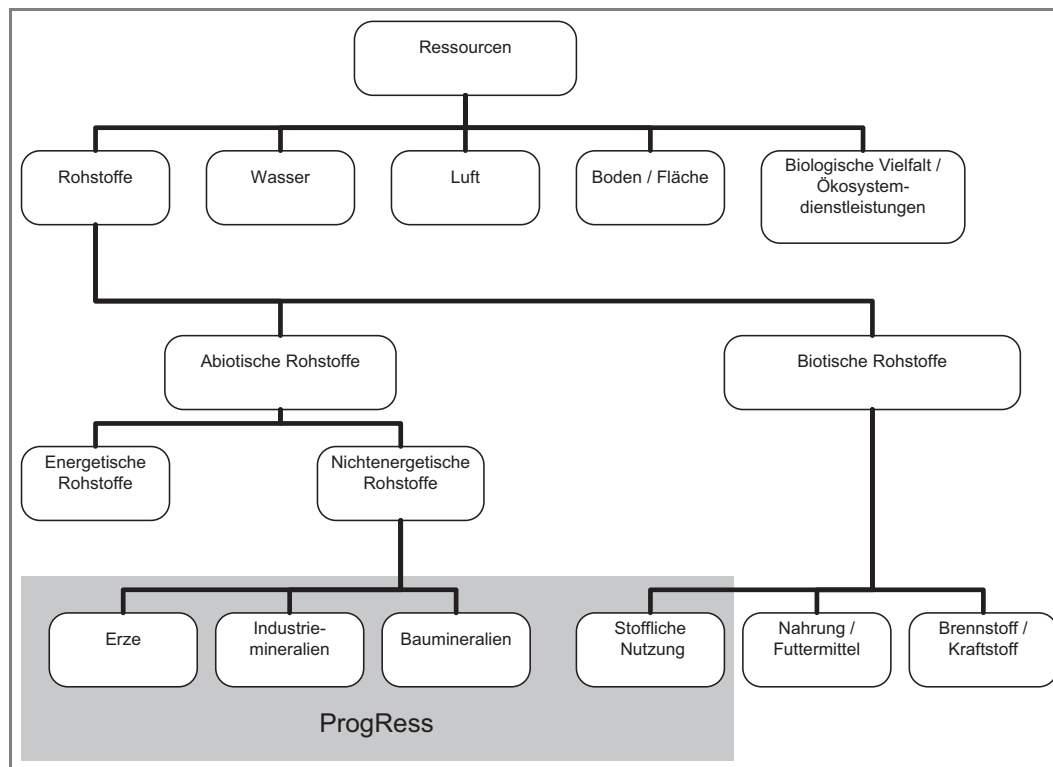 Ressourcen
Rohstoffe
Wasser
Luft
Boden / Fläche
Biologische Vielfalt /
Ökosystem-
dienstleistungen
Abiotische Rohstoffe
Biotische Rohstoffe
Energetische
Rohstoffe
Nichtenergetische
Rohstoffe
Erze
Industrie-
mineralien
Baumineralien
Stoffliche
Nutzung
Nahrung /
Futtermittel
Brennstoff /
Kraftstoff
ProgRess